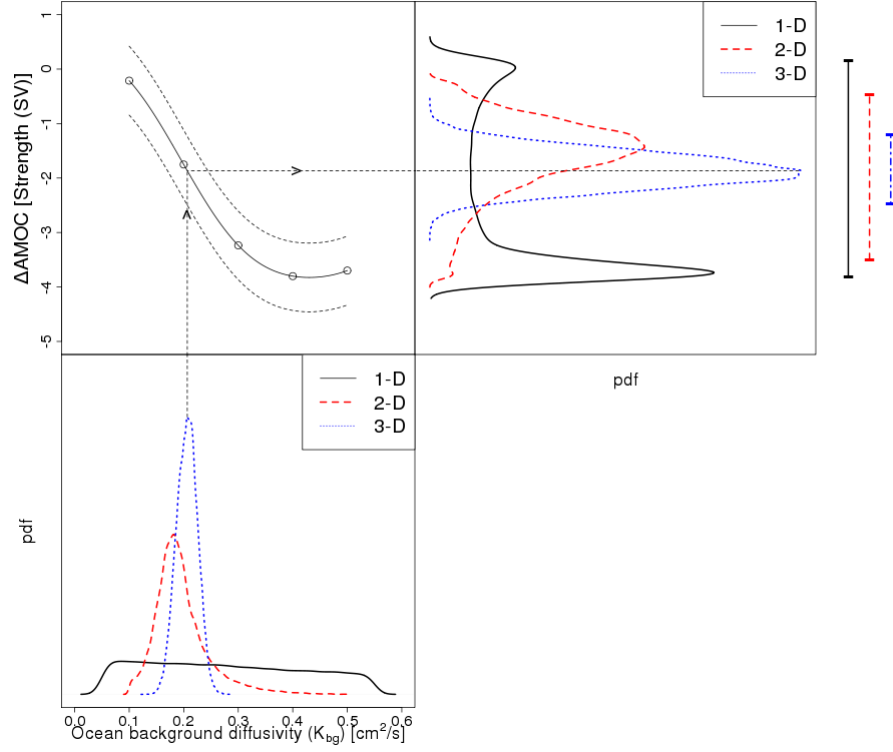 ΔAMOC [Strength (SV)]
1
0
-1
-2
-3
-4
-5
1-D
2-D
3-D
pdf
1-D
2-D
3-D
pdf
0.0 0.1 0.2 0.3 0.4 0.5 0.6
Ocean background diffusivity (K_bg) [cm²/s]